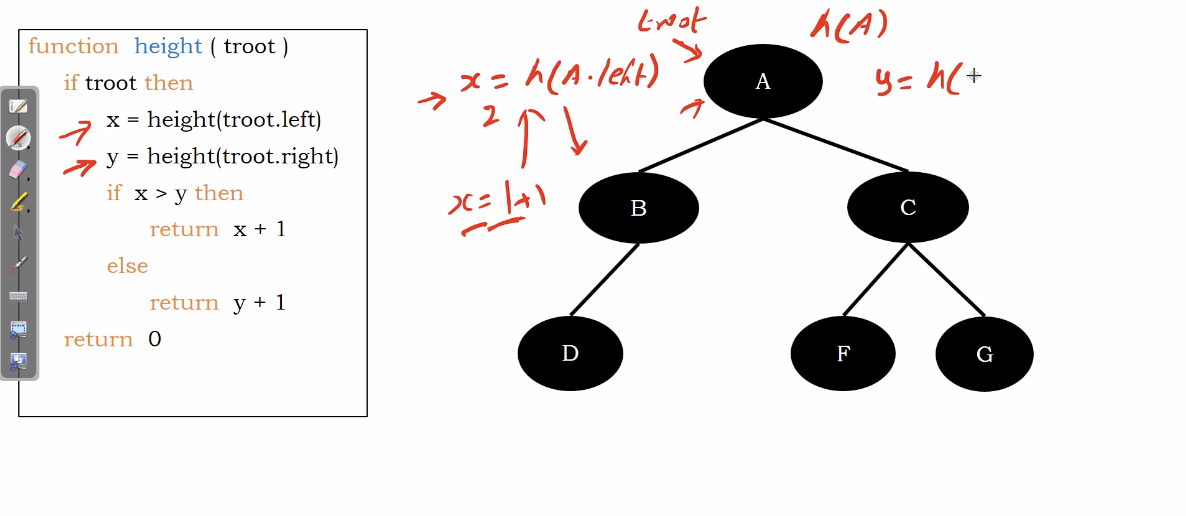 function height ( troot )
if troot then
x = height(troot.left)
y = height(troot.right)
if x > y then
return x + 1
else
return y + 1
return 0
troot
h(A)
x = h(A.left)
2
x = 1+1
y = h(
A
B
C
D
F
G